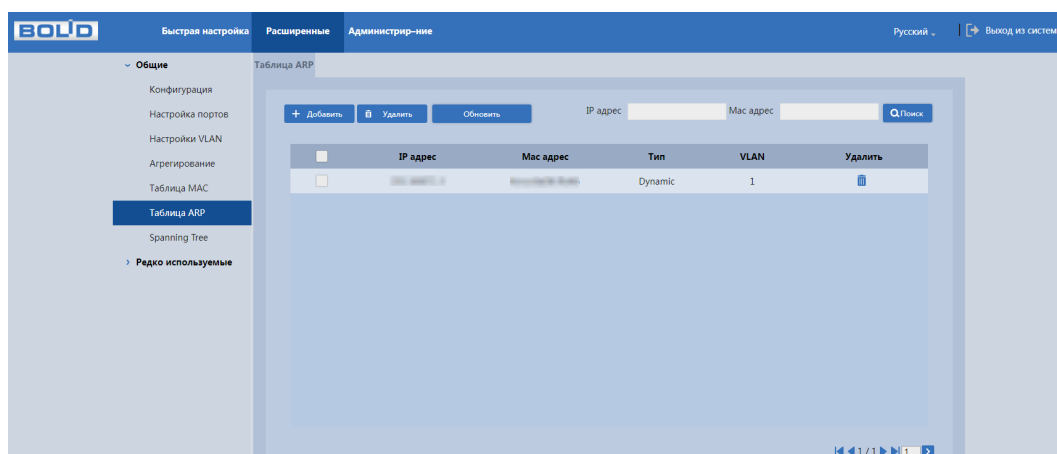 BOLID Быстрая настройка Расширенные Администрир-ние Русский Выход из систем
Общие Таблица ARP
Конфигурация
Настройка портов
Настройки VLAN
Агрегирование
Таблица MAC
Таблица ARP
Spanning Tree
Редко используемые
+ Добавить Удалить Обновить IP адрес Mac адрес Поиск
IP адрес Mac адрес Тип VLAN Удалить
Dynamic 1
1 / 1 1